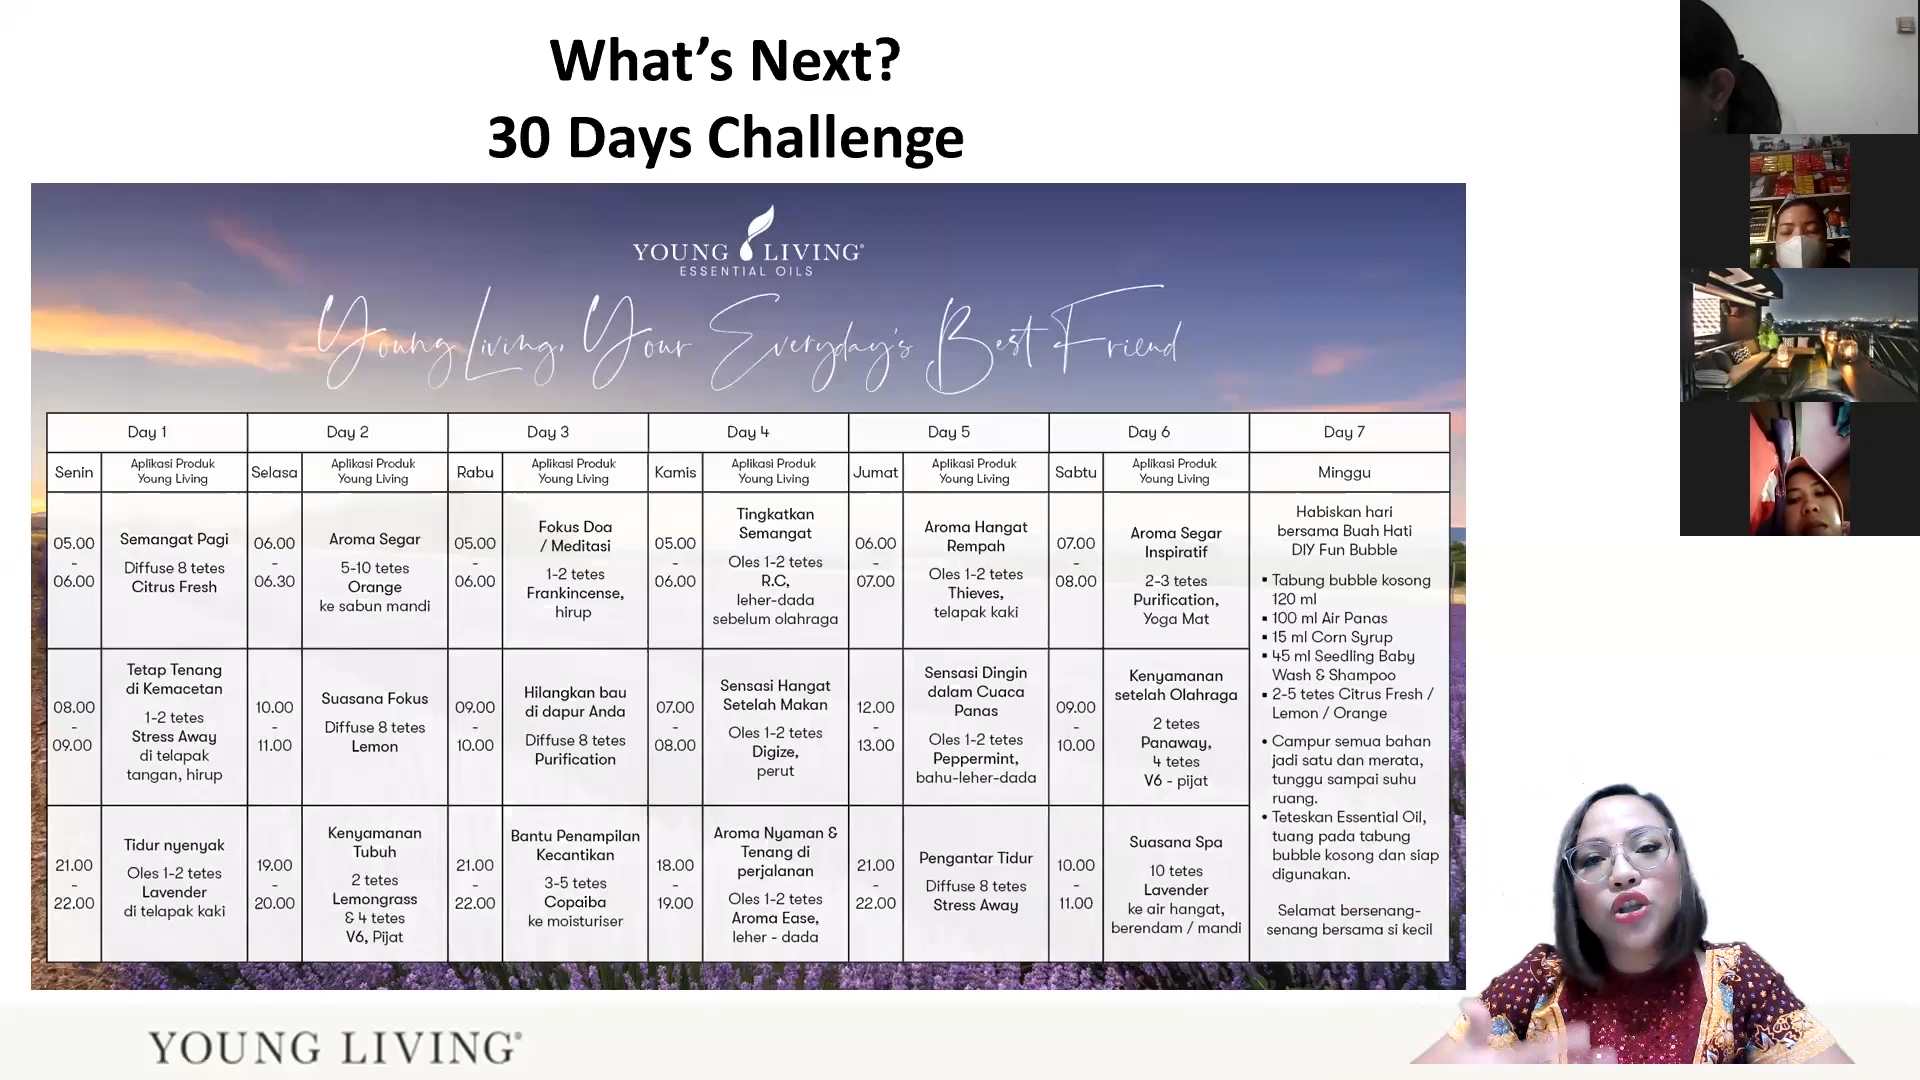 What's Next?
30 Days Challenge
YOUNG LIVING®
ESSENTIAL OILS
Young Living, Your Everyday's Best Friend
Day 1
Day 2
Day 3
Day 4
Day 5
Day 6
Day 7
Senin
Aplikasi Produk
Young Living
Selasa
Aplikasi Produk
Young Living
Rabu
Aplikasi Produk
Young Living
Kamis
Aplikasi Produk
Young Living
Jumat
Aplikasi Produk
Young Living
Sabtu
Aplikasi Produk
Young Living
Minggu
05.00
-
06.00
Semangat Pagi
Diffuse 8 tetes
Citrus Fresh
06.00
-
06.30
Aroma Segar
5-10 tetes
Orange
ke sabun mandi
05.00
-
06.00
Fokus Doa
/ Meditasi
1-2 tetes
Frankincense,
hirup
05.00
-
06.00
Tingkatkan
Semangat
Oles 1-2 tetes
R.C,
leher-dada
sebelum olahraga
06.00
-
07.00
Aroma Hangat
Rempah
Oles 1-2 tetes
Thieves,
telapak kaki
07.00
-
08.00
Aroma Segar
Inspiratif
2-3 tetes
Purification,
Yoga Mat
08.00
-
09.00
Tetap Tenang
di Kemacetan
1-2 tetes
Stress Away
di telapak
tangan, hirup
10.00
-
11.00
Suasana Fokus
Diffuse 8 tetes
Lemon
09.00
-
10.00
Hilangkan bau
di dapur Anda
Diffuse 8 tetes
Purification
07.00
-
08.00
Sensasi Hangat
Setelah Makan
Oles 1-2 tetes
Digize,
perut
12.00
-
13.00
Sensasi Dingin
dalam Cuaca
Panas
Oles 1-2 tetes
Peppermint,
bahu-leher-dada
09.00
-
10.00
Kenyamanan
setelah Olahraga
2 tetes
Panaway,
4 tetes
V6 - pijat
21.00
-
22.00
Tidur nyenyak
Oles 1-2 tetes
Lavender
di telapak kaki
19.00
-
20.00
Kenyamanan
Tubuh
2 tetes
Lemongrass
& 4 tetes
V6, Pijat
21.00
-
22.00
Bantu Penampilan
Kecantikan
3-5 tetes
Copaiba
ke moisturiser
18.00
-
19.00
Aroma Nyaman &
Tenang di
perjalanan
Oles 1-2 tetes
Aroma Ease,
leher - dada
21.00
-
22.00
Pengantar Tidur
Diffuse 8 tetes
Stress Away
10.00
-
11.00
Suasana Spa
10 tetes
Lavender
ke air hangat,
berendam / mandi
Habiskan hari
bersama Buah Hati
DIY Fun Bubble
▪ Tabung bubble kosong
120 ml
▪ 100 ml Air Panas
▪ 15 ml Corn Syrup
▪ 45 ml Seedling Baby
Wash & Shampoo
▪ 2-5 tetes Citrus Fresh /
Lemon / Orange
• Campur semua bahan
jadi satu dan merata,
tunggu sampai suhu
ruang.
• Teteskan Essential Oil,
tuang pada tabung
bubble kosong dan siap
digunakan.
Selamat bersenang-
senang bersama si kecil
YOUNG LIVING®